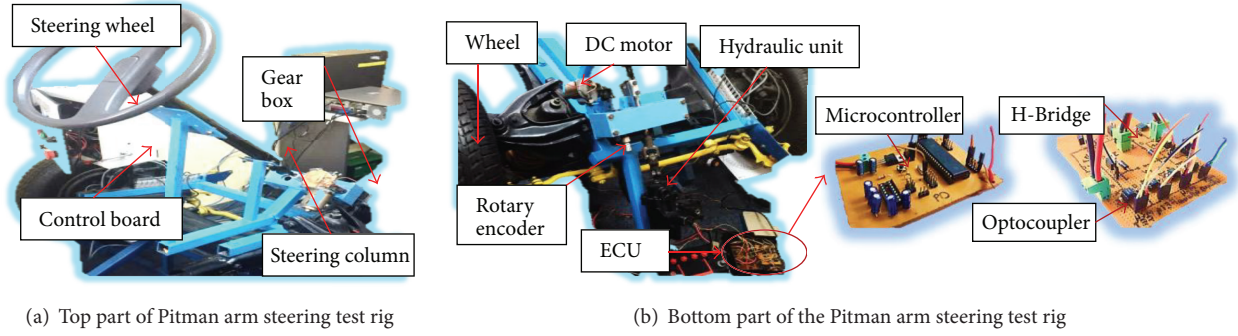 Steering wheel
Gear
box
Control board
Steering column
Wheel
DC motor
Hydraulic unit
Rotary
encoder
ECU
Microcontroller
H-Bridge
Optocoupler
(a) Top part of Pitman arm steering test rig
(b) Bottom part of the Pitman arm steering test rig